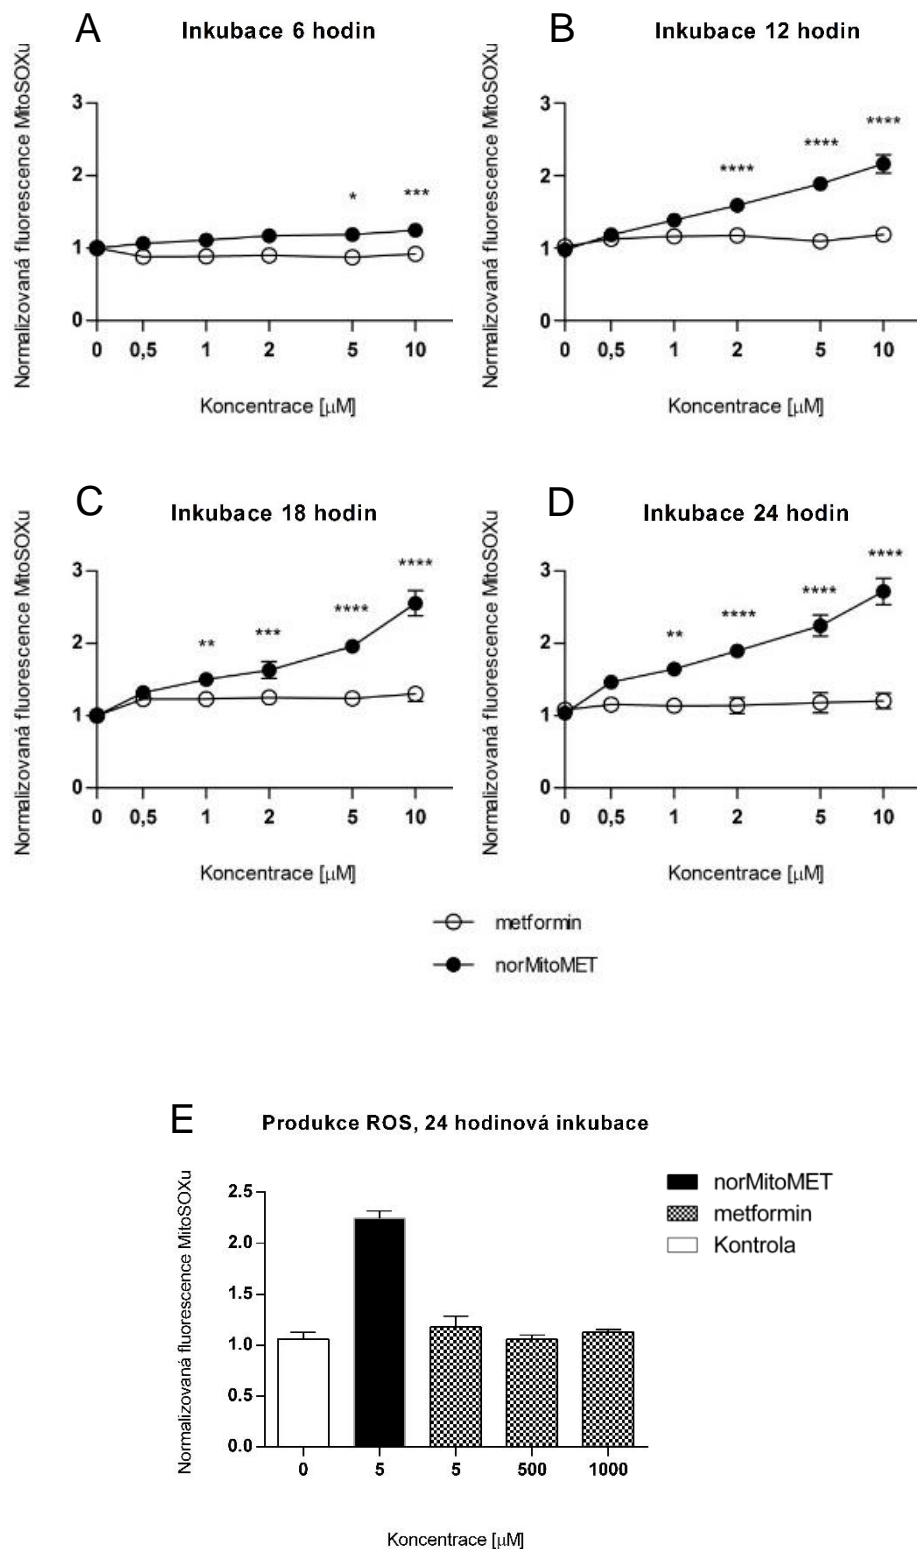 A
Inkubace 6 hodin
Normalizovaná fluorescence MitoSOXu
3
2
1
0
*
***
0 0,5 1 2 5 10
Koncentrace [µM]
B
Inkubace 12 hodin
Normalizovaná fluorescence MitoSOXu
3
2
1
0
****
****
****
0 0,5 1 2 5 10
Koncentrace [µM]
C
Inkubace 18 hodin
Normalizovaná fluorescence MitoSOXu
3
2
1
0
**
***
****
****
0 0,5 1 2 5 10
Koncentrace [µM]
D
Inkubace 24 hodin
Normalizovaná fluorescence MitoSOXu
3
2
1
0
**
****
****
****
0 0,5 1 2 5 10
Koncentrace [µM]
metformin
norMitoMET
E
Produkce ROS, 24 hodinová inkubace
Normalizovaná fluorescence MitoSOXu
2.5
2.0
1.5
1.0
0.5
0.0
0 5 5 500 1000
Koncentrace [µM]
norMitoMET
metformin
Kontrola